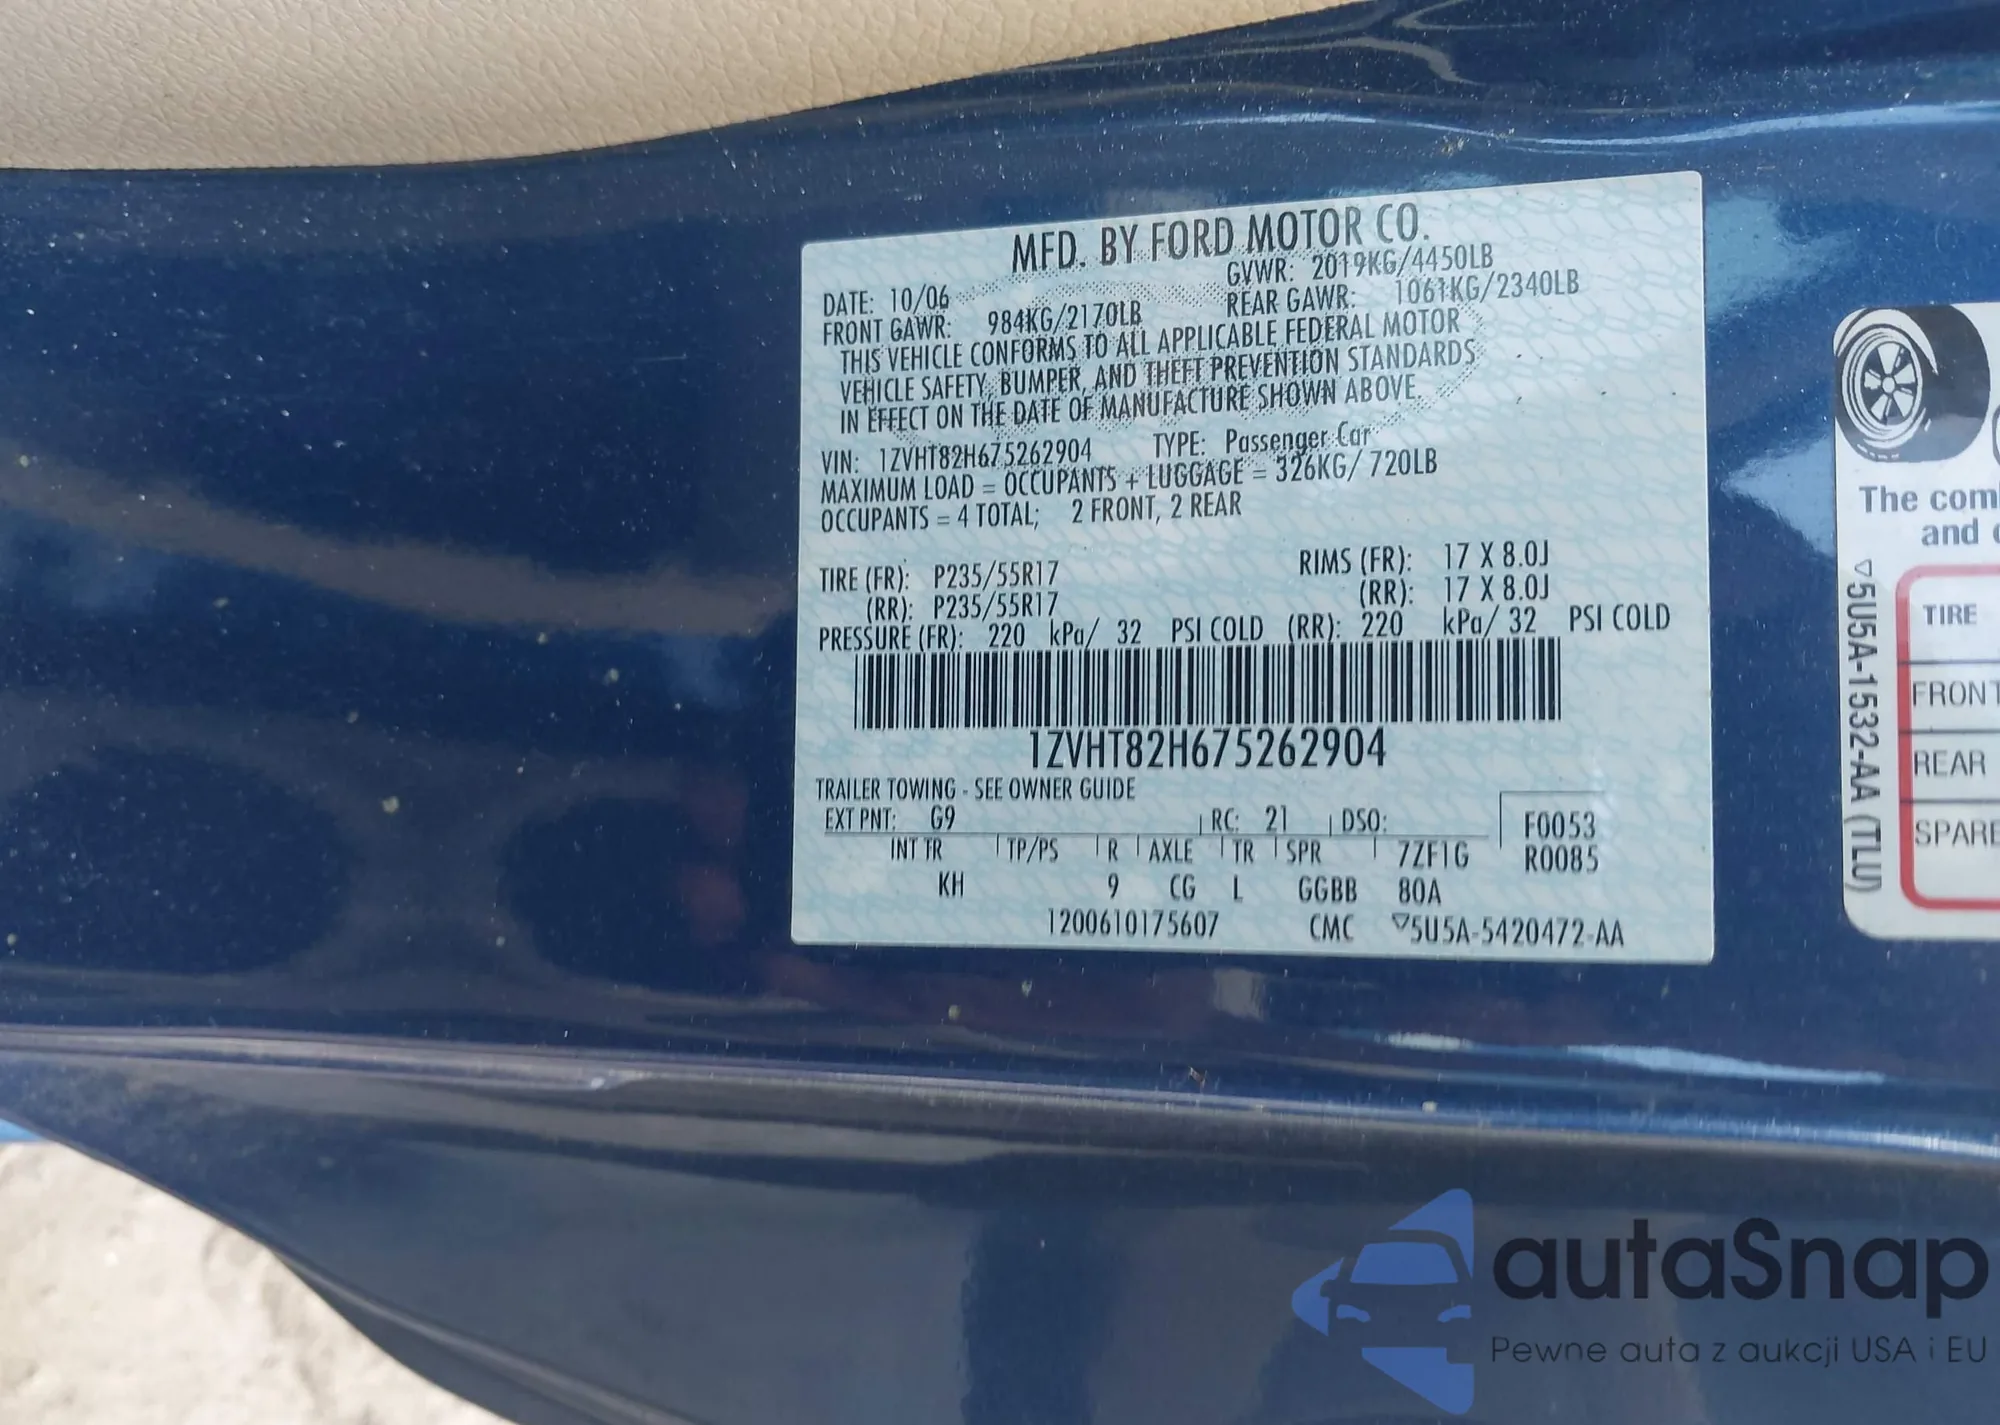 MFD. BY FORD MOTOR CO.
DATE: 10/06 GVWR: 2019KG/4450LB
FRONT GAWR: 984KG/2170LB REAR GAWR: 1061KG/2340LB
THIS VEHICLE CONFORMS TO ALL APPLICABLE FEDERAL MOTOR
VEHICLE SAFETY, BUMPER, AND THEFT PREVENTION STANDARDS
IN EFFECT ON THE DATE OF MANUFACTURE SHOWN ABOVE.
VIN: 1ZVHT82H675262904 TYPE: Passenger Car
MAXIMUM LOAD = OCCUPANTS + LUGGAGE = 326KG/ 720LB
OCCUPANTS = 4 TOTAL; 2 FRONT, 2 REAR
TIRE (FR): P235/55R17 RIMS (FR): 17 X 8.0J
(RR): P235/55R17 (RR): 17 X 8.0J
PRESSURE (FR): 220 kPa/ 32 PSI COLD (RR): 220 kPa/ 32 PSI COLD
1ZVHT82H675262904
TRAILER TOWING - SEE OWNER GUIDE
EXT PNT: G9 RC: 21 DSO: F0053
INT TR TP/PS R AXLE TR SPR 7ZF1G R0085
KH 9 CG L GGBB 80A
1200610175607 CMC ▽5U5A-5420472-AA
The com
and
▽5U5A-1532-AA (TLU)
TIRE
FRONT
REAR
SPARE
autaSnap
Pewne auta z aukcji USA i EU